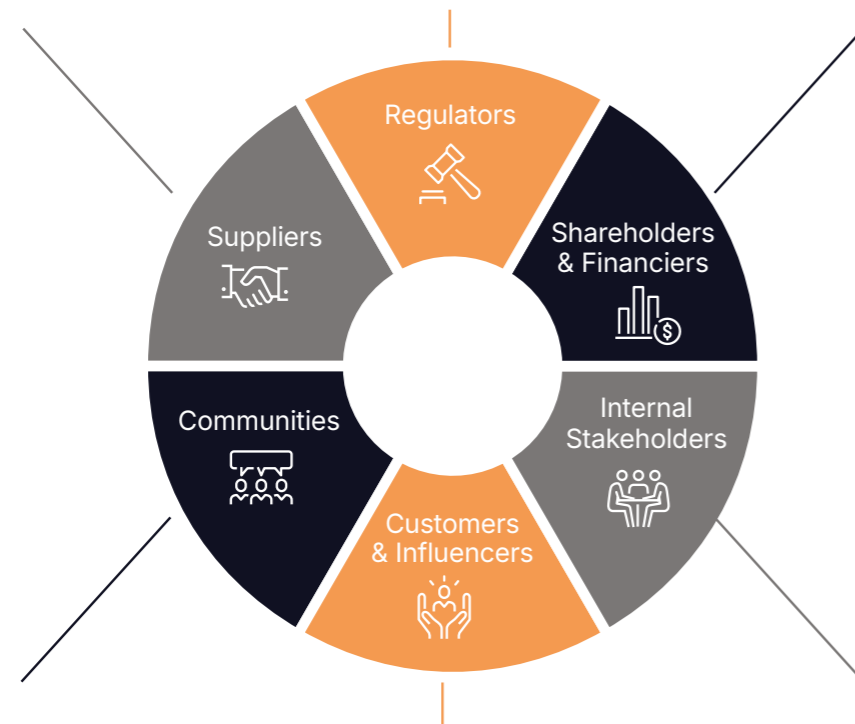 Regulators
Shareholders
& Financiers
Internal
Stakeholders
Customers
& Influencers
Communities
Suppliers
$